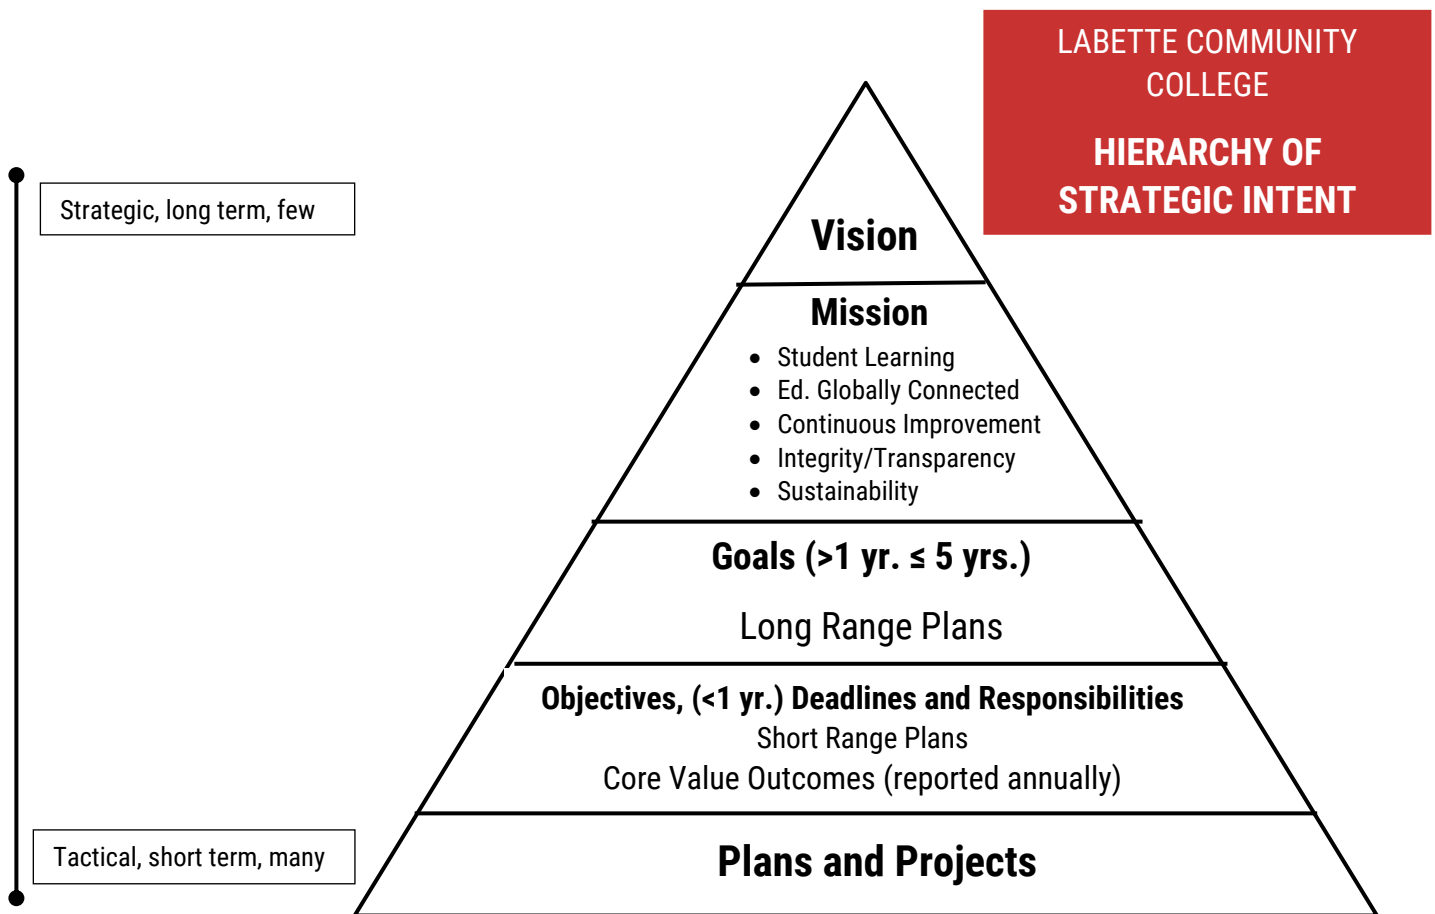 LABETTE COMMUNITY
COLLEGE
HIERARCHY OF
STRATEGIC INTENT
Strategic, long term, few
Vision
Mission
• Student Learning
• Ed. Globally Connected
• Continuous Improvement
• Integrity/Transparency
• Sustainability
Goals (>1 yr. ≤ 5 yrs.)
Long Range Plans
Objectives, (<1 yr.) Deadlines and Responsibilities
Short Range Plans
Core Value Outcomes (reported annually)
Tactical, short term, many
Plans and Projects